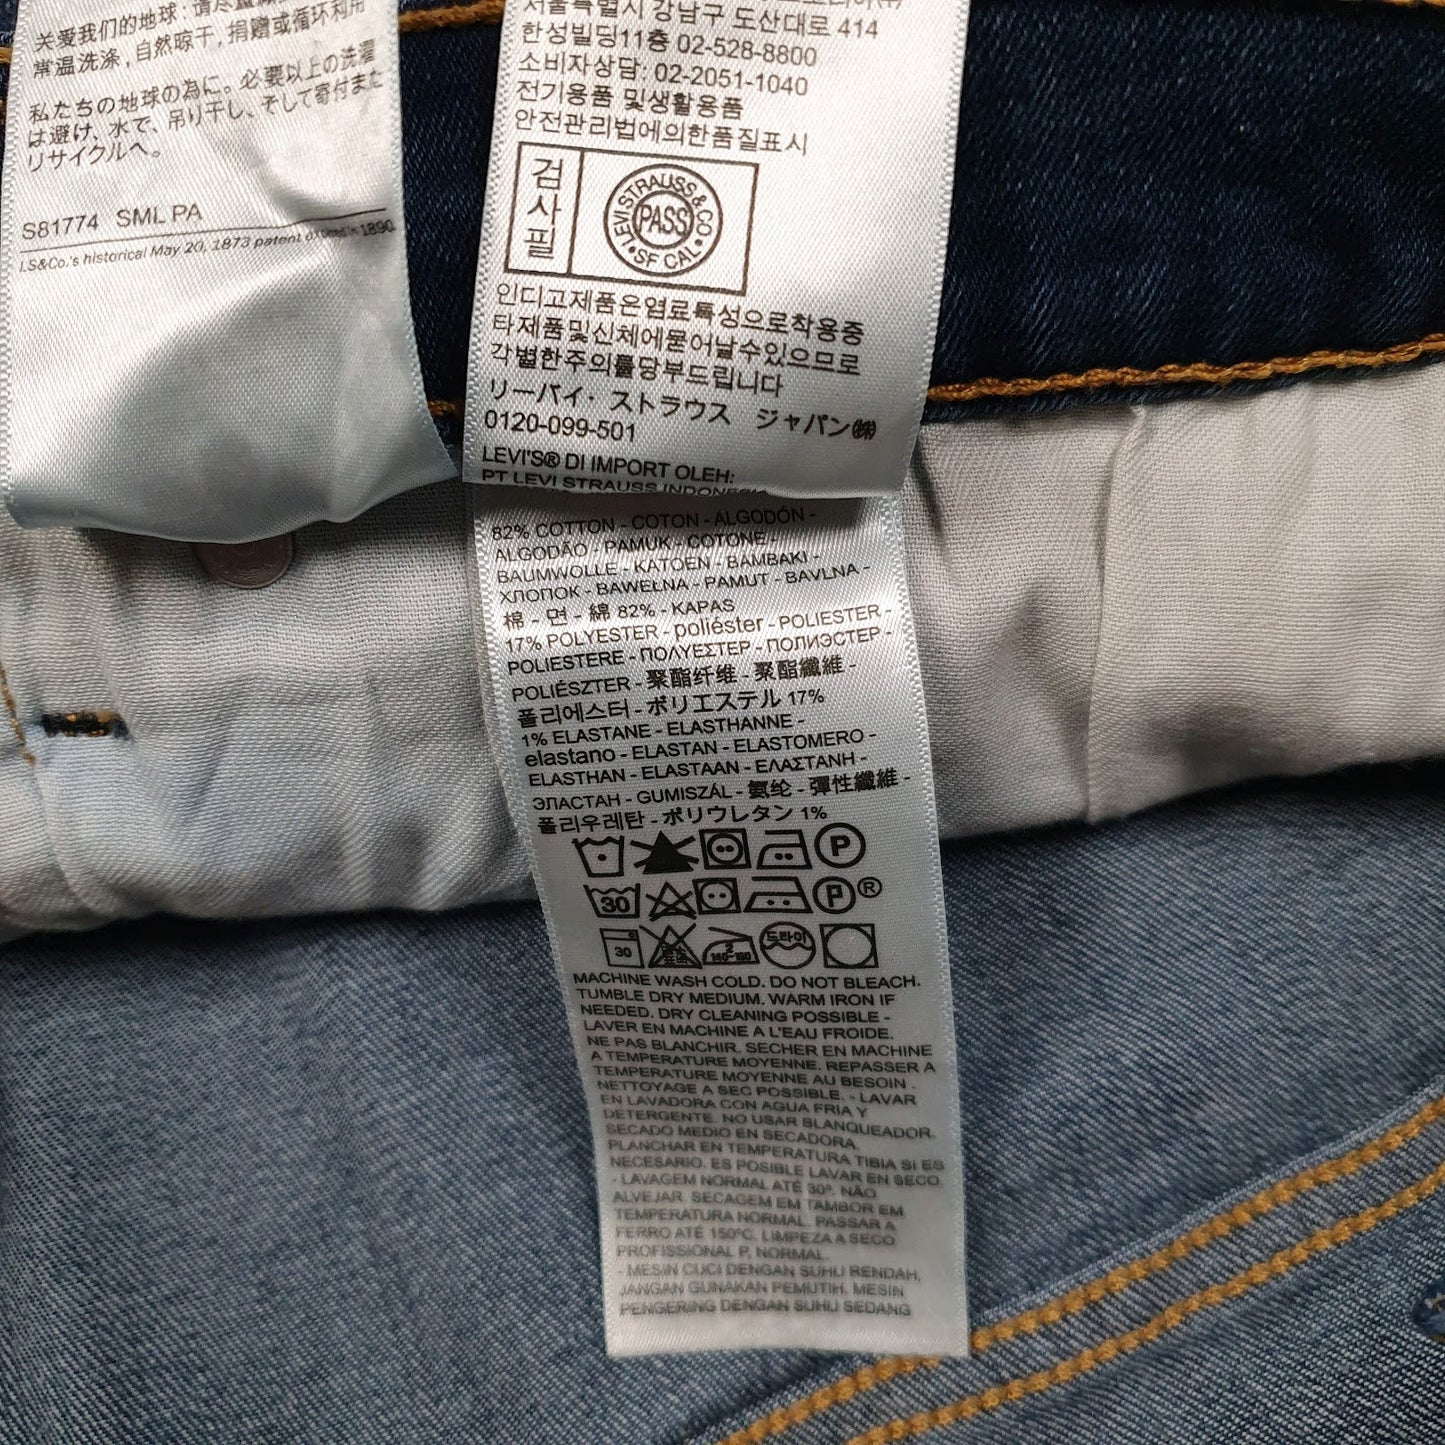 关爱我们的地球: 请尽量减
常温洗涤, 自然晾干, 捐赠或循环利用
私たちの地球の為に。必要以上の洗濯
は避け、水で、吊り干し、そして寄付また
リサイクルへ。
S81774 SML PA
LS&Co.'s historical May 20, 1873 patent in 1890
서울특별시 강남구 도산대로 414
한성빌딩11층 02-528-8800
소비자상담: 02-2051-1040
전기용품 및생활용품
안전관리법에의한품질표시
검사필
LEVI STRAUSS & CO
PASS
SF CAL
인디고제품은염료특성으로착용중
타제품및신체에묻어날수있으므로
각별한주의를당부드립니다
リーバイ・ストラウス ジャパン㈱
0120-099-501
LEVI'S® DI IMPORT OLEH:
PT LEVI STRAUSS INDONESIA
82% COTTON - COTON - ALGODÓN -
ALGODÃO - PAMUK - COTONE -
BAUMWOLLE - KATOEN - BAMBAKI -
ХЛОПОК - BAWEŁNA - PAMUT - BAVLNA -
棉 - 면 - 綿 82% - KAPAS
17% POLYESTER - poliéster - POLIESTER -
POLIESTERE - ΠΟΛΥΕΣΤΕΡ - ПОЛИЭСТЕР -
POLIÉSZTER - 聚酯纤维 - 聚酯纖維 -
폴리에스터 - ポリエステル 17%
1% ELASTANE - ELASTHANNE -
elastano - ELASTAN - ELASTOMERO -
ELASTHAN - ELASTAAN - ΕΛΑΣΤΑΝΗ -
ЭЛАСТАН - GUMISZÁL - 氨纶 - 彈性纖維 -
폴리우레탄 - ポリウレタン 1%
P
30 P ®
30 2 140-160 드라이
MACHINE WASH COLD. DO NOT BLEACH.
TUMBLE DRY MEDIUM. WARM IRON IF
NEEDED. DRY CLEANING POSSIBLE -
LAVER EN MACHINE A L'EAU FROIDE.
NE PAS BLANCHIR. SECHER EN MACHINE
A TEMPERATURE MOYENNE. REPASSER A
TEMPERATURE MOYENNE AU BESOIN .
NETTOYAGE A SEC POSSIBLE. - LAVAR
EN LAVADORA CON AGUA FRIA Y
DETERGENTE. NO USAR BLANQUEADOR.
SECADO MEDIO EN SECADORA.
PLANCHAR EN TEMPERATURA TIBIA SI ES
NECESARIO. ES POSIBLE LAVAR EN SECO.
- LAVAGEM NORMAL ATÉ 30º. NÃO
ALVEJAR. SECAGEM EM TAMBOR EM
TEMPERATURA NORMAL. PASSAR A
FERRO ATÉ 150ºC. LIMPEZA A SECO
PROFISSIONAL P, NORMAL.
- MESIN CUCI DENGAN SUHU RENDAH,
JANGAN GUNAKAN PEMUTIH. MESIN
PENGERING DENGAN SUHU SEDANG